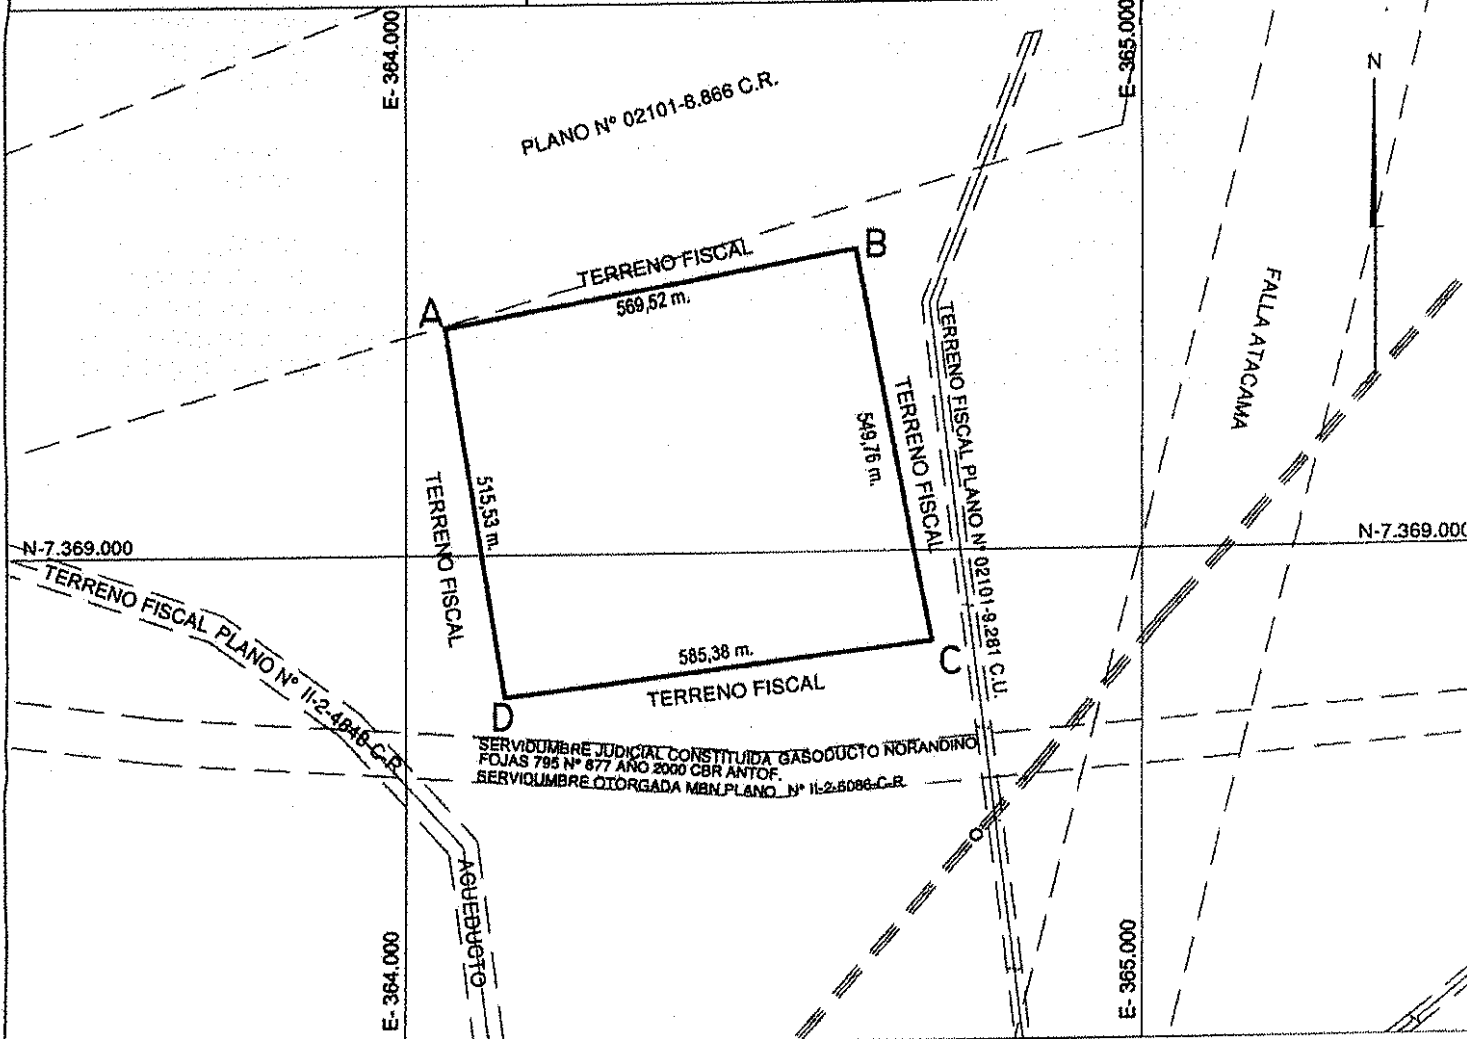 E- 364.000
E- 365.000
N
PLANO Nº 02101-8.866 C.R.
B
TERRENO FISCAL
569,52 m.
A
FALLA ATACAMA
TERRENO FISCAL PLANO Nº 02101-9.281 C.U.
TERRENO FISCAL
549,76 m.
515,53 m.
TERRENO FISCAL
N-7.369.000
N-7.369.000
TERRENO FISCAL PLANO Nº II-2-4848-C-R
585,38 m.
C
TERRENO FISCAL
D
SERVIDUMBRE JUDICIAL CONSTITUIDA GASODUCTO NORANDINO
FOJAS 795 Nº 877 AÑO 2000 CBR ANTOF.
SERVIDUMBRE OTORGADA MBN PLANO Nº II-2-5086-C-R.
AQUEDUCTO
E- 364.000
E- 365.000